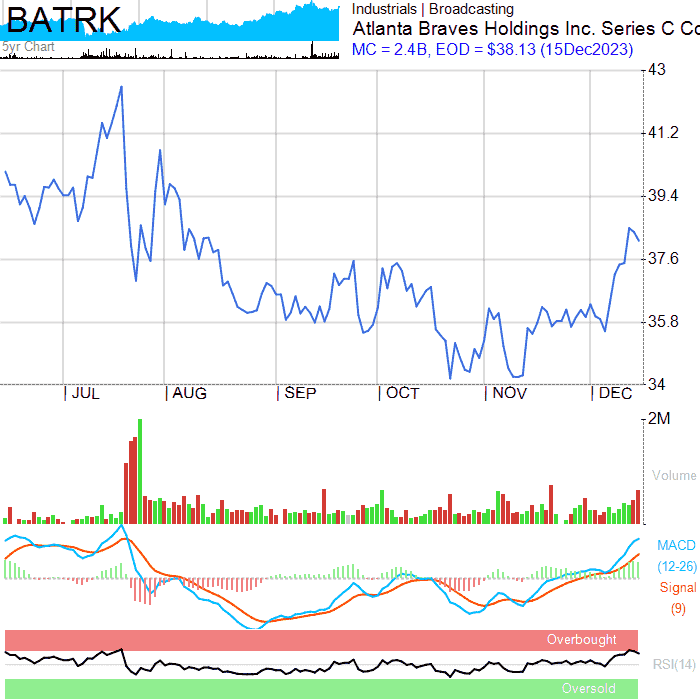 BATRK
5yr Chart
Industrials | Broadcasting
Atlanta Braves Holdings Inc. Series C Co
MC = 2.4B, EOD = $38.13 (15Dec2023)
43
41.2
39.4
37.6
35.8
34
JUL AUG SEP OCT NOV DEC
2M
Volume
MACD
(12-26)
Signal
(9)
Overbought
RSI(14)
Oversold